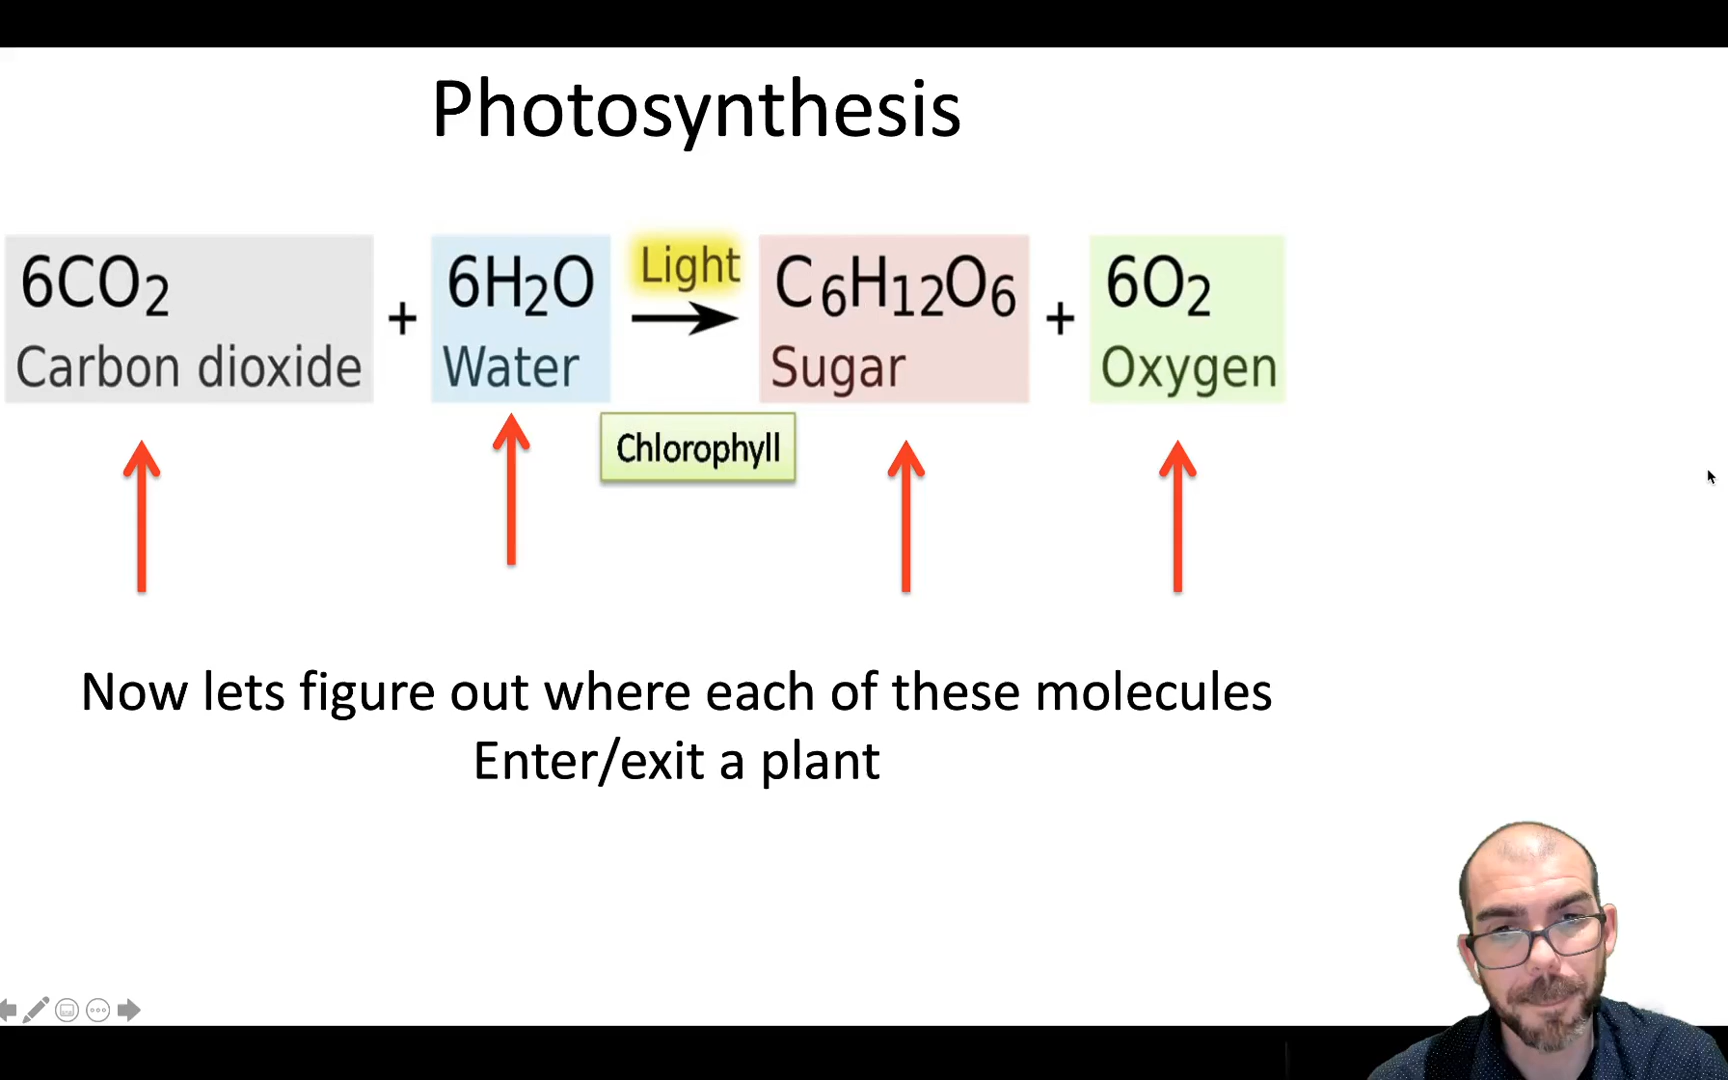 Photosynthesis
6CO₂ + 6H₂O Light C₆H₁₂O₆ + 6O₂
Carbon dioxide Water Sugar Oxygen
Chlorophyll
Now lets figure out where each of these molecules
Enter/exit a plant